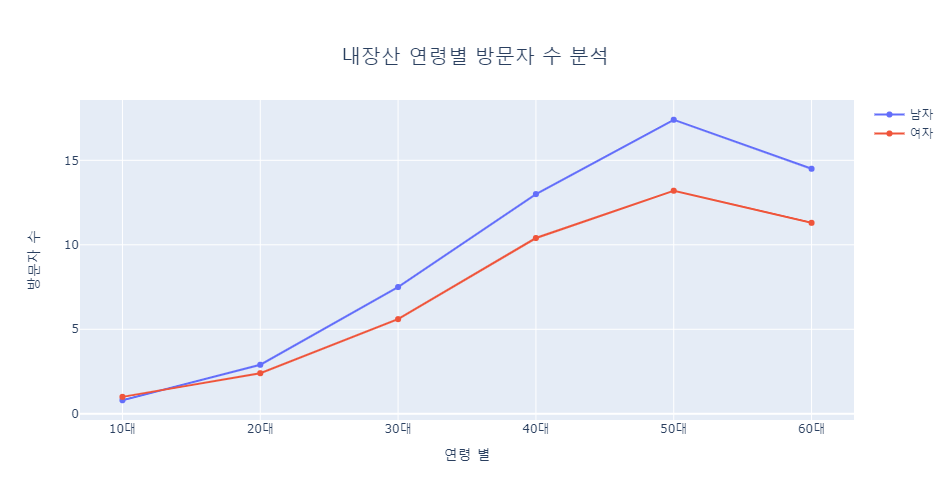 내장산 연령별 방문자 수 분석
남자
여자
방문자 수
15
10
5
0
10대
20대
30대
40대
50대
60대
연령 별